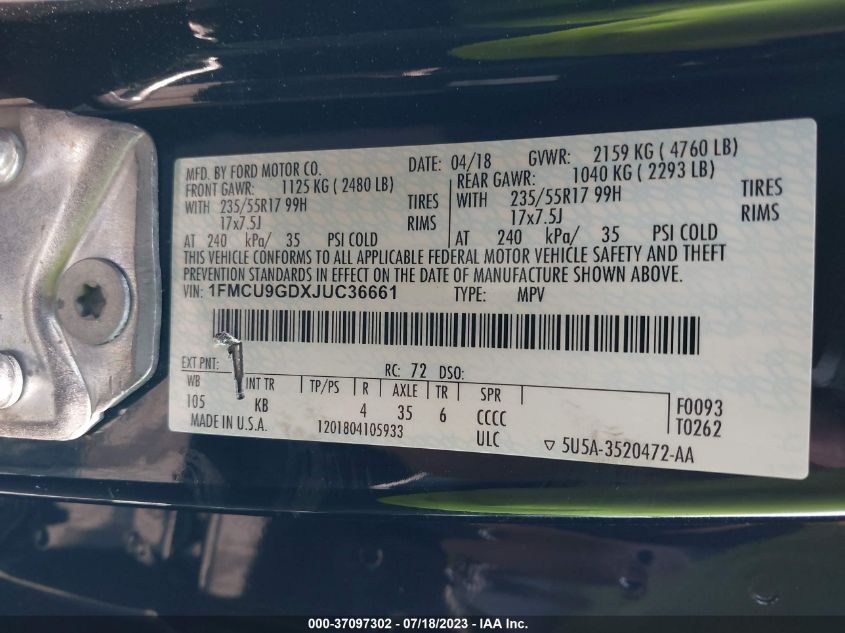 MFD. BY FORD MOTOR CO. DATE: 04/18 GVWR: 2159 KG ( 4760 LB)
FRONT GAWR: 1125 KG ( 2480 LB) REAR GAWR: 1040 KG ( 2293 LB)
WITH 235/55R17 99H TIRES WITH 235/55R17 99H TIRES
17x7.5J RIMS 17x7.5J RIMS
AT 240 kPa/ 35 PSI COLD AT 240 kPa/ 35 PSI COLD
THIS VEHICLE CONFORMS TO ALL APPLICABLE FEDERAL MOTOR VEHICLE SAFETY AND THEFT
PREVENTION STANDARDS IN EFFECT ON THE DATE OF MANUFACTURE SHOWN ABOVE.
VIN: 1FMCU9GDXJUC36661 TYPE: MPV
EXT PNT: RC: 72 DSO:
WB INT TR TP/PS R AXLE TR SPR
105 KB 4 35 6 CCCC F0093
MADE IN U.S.A. 1201804105933 ULC T0262
5U5A-3520472-AA
000-37097302 - 07/18/2023 - IAA Inc.